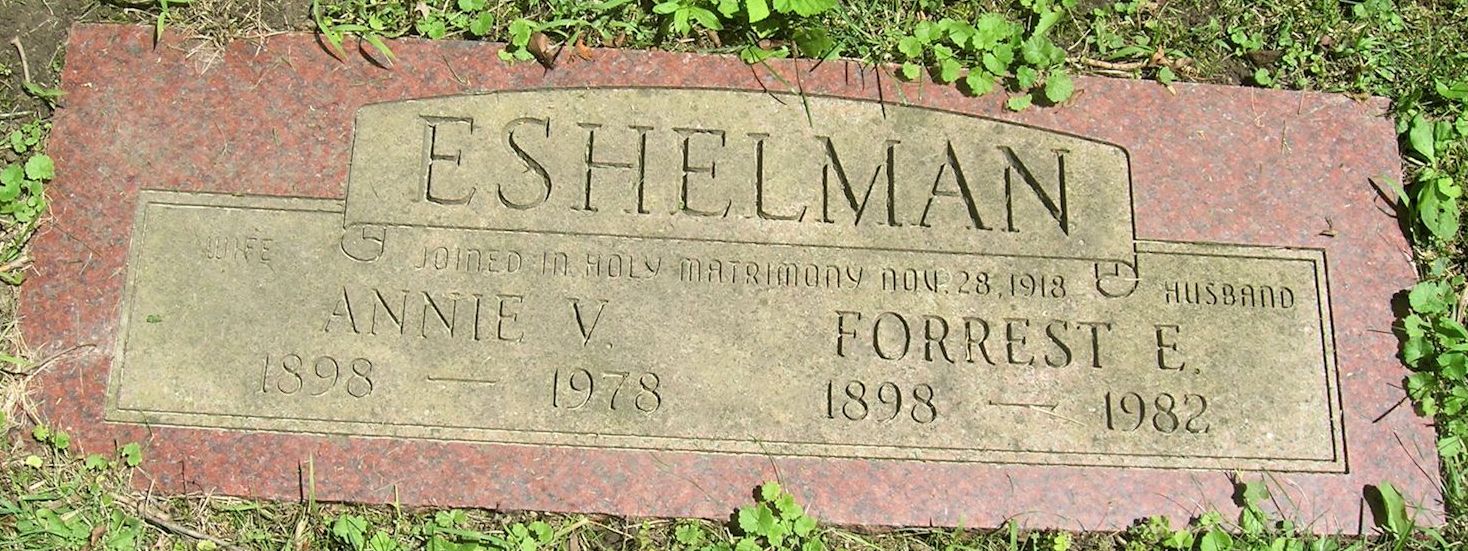 ESHELMAN
WIFE JOINED IN HOLY MATRIMONY NOV. 28, 1918 HUSBAND
ANNIE V. FORREST E.
1898 — 1978 1898 — 1982